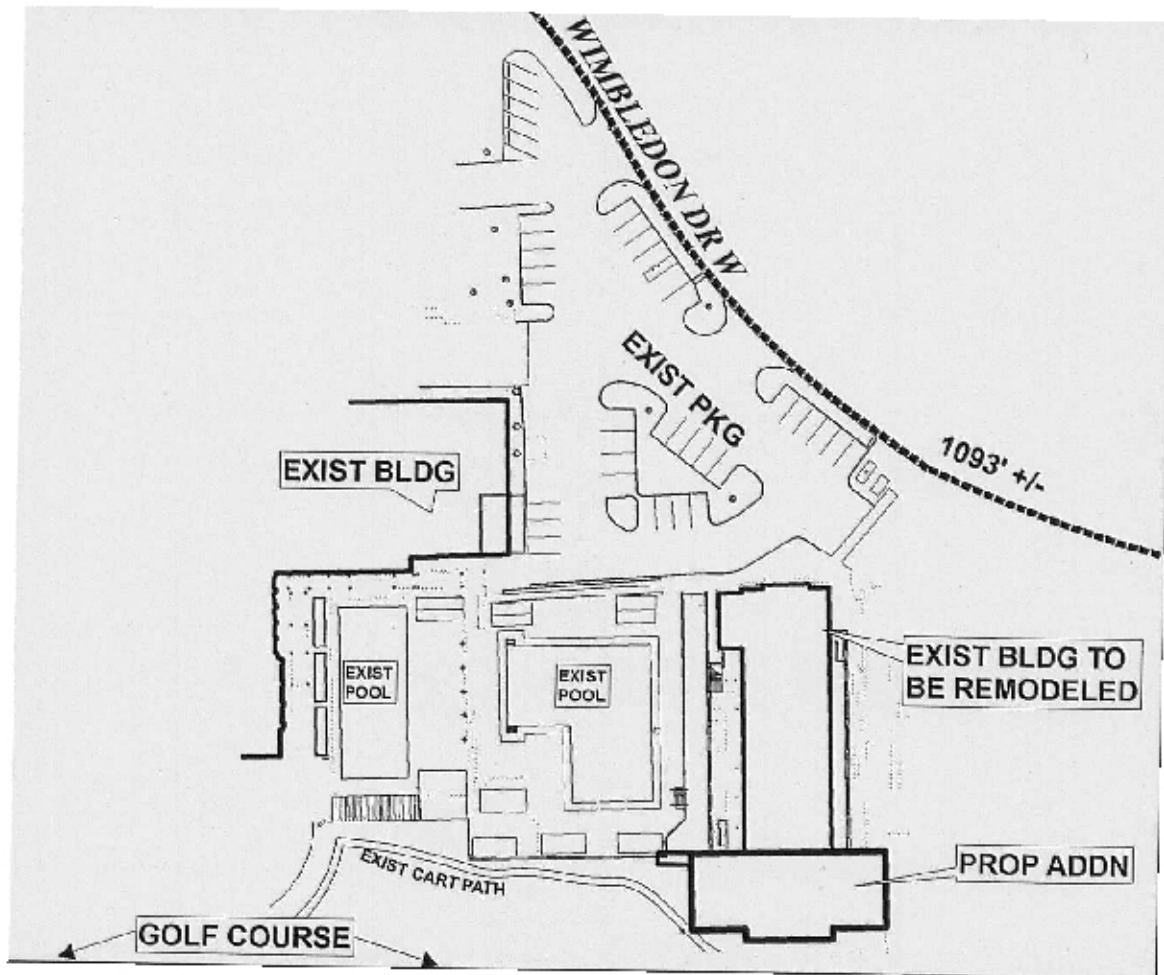 WIMBLEDON DR W
EXIST PKG
1093' +/-
EXIST BLDG
EXIST
POOL
EXIST
POOL
EXIST BLDG TO
BE REMODELED
EXIST CART PATH
PROP ADDN
GOLF COURSE